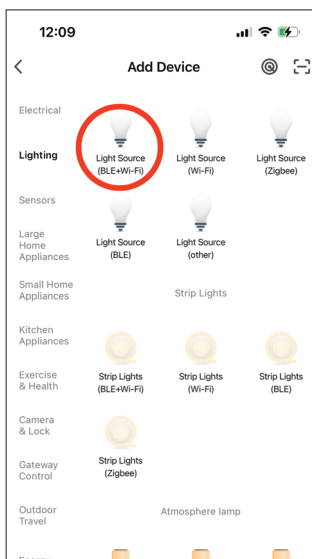 12:09
Add Device
Electrical
Lighting
Sensors
Large
Home
Appliances
Small Home
Appliances
Kitchen
Appliances
Exercise
& Health
Camera
& Lock
Gateway
Control
Outdoor
Travel
Energy
Light Source
(BLE+Wi-Fi)
Light Source
(Wi-Fi)
Light Source
(Zigbee)
Light Source
(BLE)
Light Source
(other)
Strip Lights
Strip Lights
(BLE+Wi-Fi)
Strip Lights
(Wi-Fi)
Strip Lights
(BLE)
Strip Lights
(Zigbee)
Atmosphere lamp